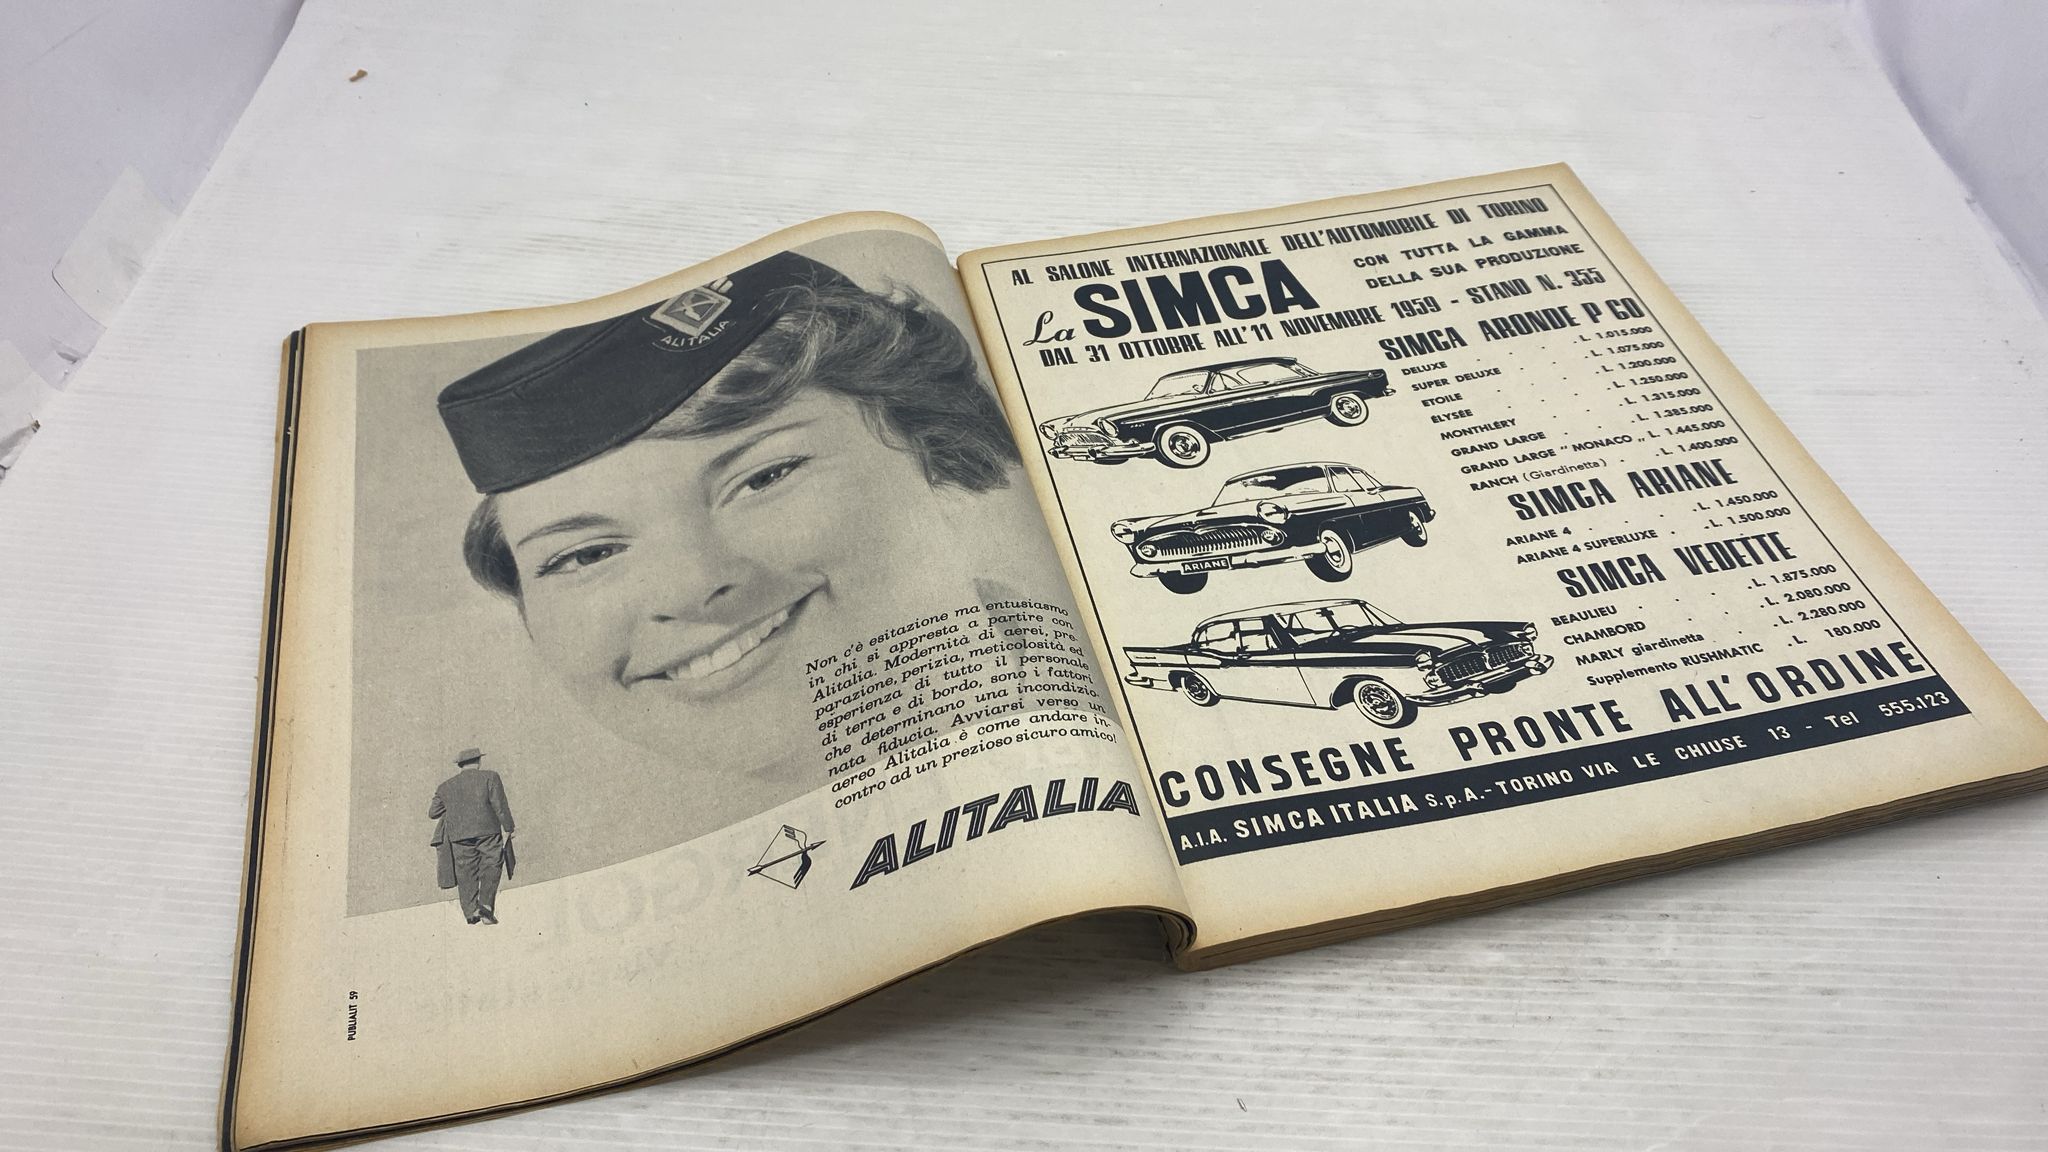 ALITALIA
Non c'è esitazione ma entusiasmo
in chi si appresta a partire con
Alitalia. Modernità di aerei, pre-
parazione, perizia, meticolosità ed
esperienza di tutto il personale
di terra e di bordo, sono i fattori
che determinano una incondizio-
nata fiducia. Avviarsi verso un
aereo Alitalia è come andare in-
contro ad un prezioso sicuro amico!
ALITALIA
PUBLIALIT 59
AL SALONE INTERNAZIONALE DELL'AUTOMOBILE DI TORINO
La SIMCA
CON TUTTA LA GAMMA
DELLA SUA PRODUZIONE
DAL 31 OTTOBRE ALL'11 NOVEMBRE 1959 - STAND N. 355
SIMCA ARONDE P 60
DELUXE . . . L. 1.015.000
SUPER DELUXE . . . L. 1.075.000
ETOILE . . . L. 1.200.000
ÉLYSÉE . . . L. 1.250.000
MONTHLÉRY . . . L. 1.315.000
GRAND LARGE . . . L. 1.385.000
GRAND LARGE "MONACO„ L. 1.445.000
RANCH (Giardinetta) . . L. 1.400.000
SIMCA ARIANE
ARIANE 4 . . . . L. 1.450.000
ARIANE 4 SUPERLUXE . . L. 1.500.000
ARIANE
SIMCA VEDETTE
BEAULIEU . . . . L. 1.875.000
CHAMBORD . . . . L. 2.080.000
MARLY giardinetta . . . L. 2.280.000
Supplemento RUSHMATIC . L. 180.000
CONSEGNE PRONTE ALL'ORDINE
A.I.A. SIMCA ITALIA S.p.A. - TORINO VIA LE CHIUSE 13 - Tel 555.123